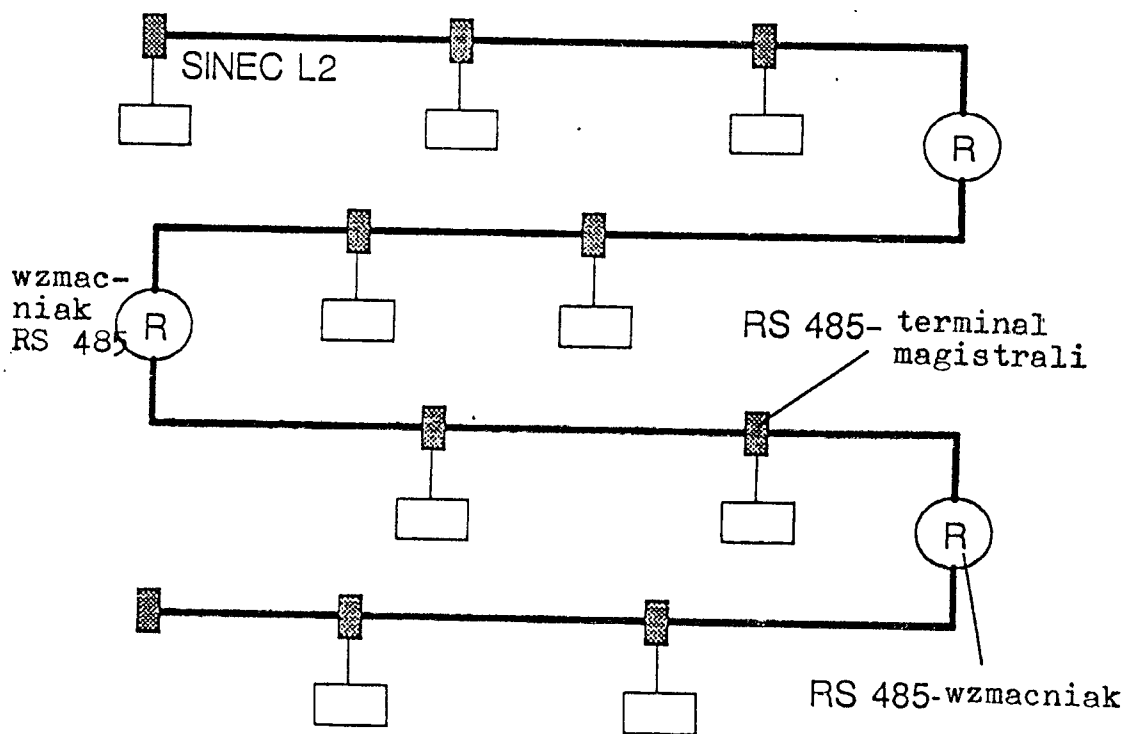 SINEC L2
R
wzmac-
niak
RS 485
R
RS 485- terminal
magistrali
R
RS 485-wzmacniak